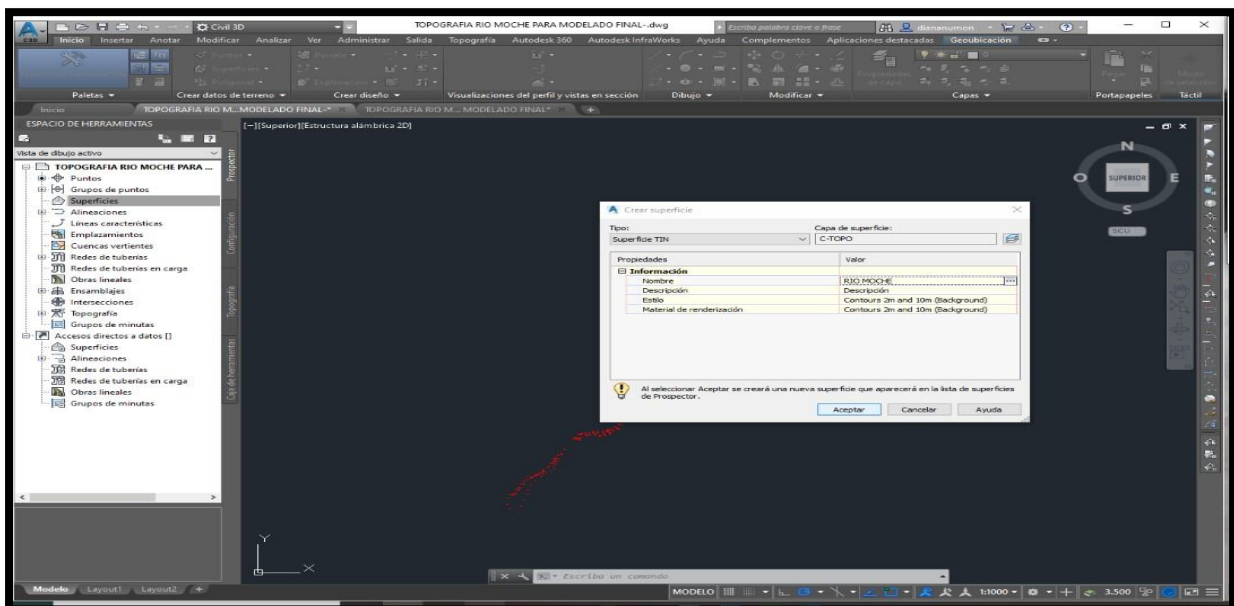 Civil 3D
TOPOGRAFIA RIO MOCHE PARA MODELADO FINAL-.dwg
Escriba palabra clave o frase
Inicio Insertar Anotar Modificar Analizar Ver Administrar Salida Topografía Autodesk 360 Autodesk InfraWorks Ayuda Complementos Aplicaciones destacadas Geoubicación
Paletas Crear datos de terreno Crear diseño Visualizaciones del perfil y vistas en sección Dibujo Modificar Capas Portapapeles Táctil
Inicio TOPOGRAFIA RIO M...MODELADO FINAL-* TOPOGRAFIA RIO M... MODELADO FINAL*
ESPACIO DE HERRAMIENTAS
[−][Superior][Estructura alámbrica 2D]
Vista de dibujo activo
TOPOGRAFIA RIO MOCHE PARA ...
Puntos
Grupos de puntos
Superficies
Alineaciones
Líneas características
Emplazamientos
Cuencas vertientes
Redes de tuberías
Redes de tuberías en carga
Obras lineales
Ensamblajes
Intersecciones
Topografía
Grupos de minutas
Accesos directos a datos []
Superficies
Alineaciones
Redes de tuberías
Redes de tuberías en carga
Obras lineales
Grupos de minutas
Prospector
Configuración
Topografía
Caja de herramientas
N
O SUPERIOR E
S
SCU
Crear superficie
Tipo: Capa de superficie:
Superficie TIN C-TOPO
Propiedades Valor
Información
Nombre RIO MOCHE
Descripción Descripción
Estilo Contours 2m and 10m (Background)
Material de renderización Contours 2m and 10m (Background)
Al seleccionar Aceptar se creará una nueva superficie que aparecerá en la lista de superficies
de Prospector.
Aceptar Cancelar Ayuda
Y
X
Escriba un comando
Modelo Layout1 Layout2 +
MODELO 1:1000 3.500